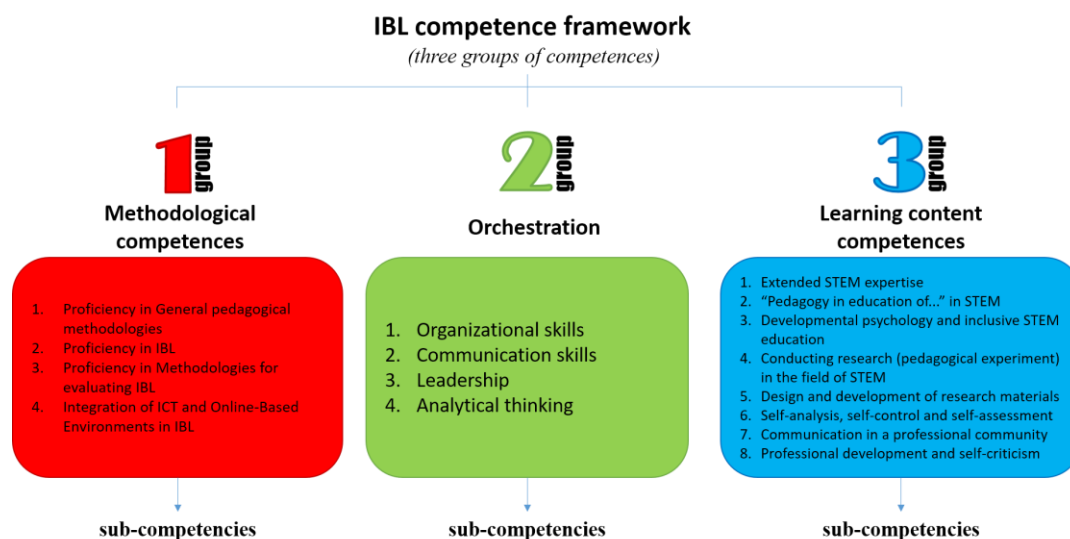 IBL competence framework
(three groups of competences)
1 group
Methodological
competences
1. Proficiency in General pedagogical
methodologies
2. Proficiency in IBL
3. Proficiency in Methodologies for
evaluating IBL
4. Integration of ICT and Online-Based
Environments in IBL
sub-competencies
2 group
Orchestration
1. Organizational skills
2. Communication skills
3. Leadership
4. Analytical thinking
sub-competencies
3 group
Learning content
competences
1. Extended STEM expertise
2. “Pedagogy in education of...” in STEM
3. Developmental psychology and inclusive STEM
education
4. Conducting research (pedagogical experiment)
in the field of STEM
5. Design and development of research materials
6. Self-analysis, self-control and self-assessment
7. Communication in a professional community
8. Professional development and self-criticism
sub-competencies